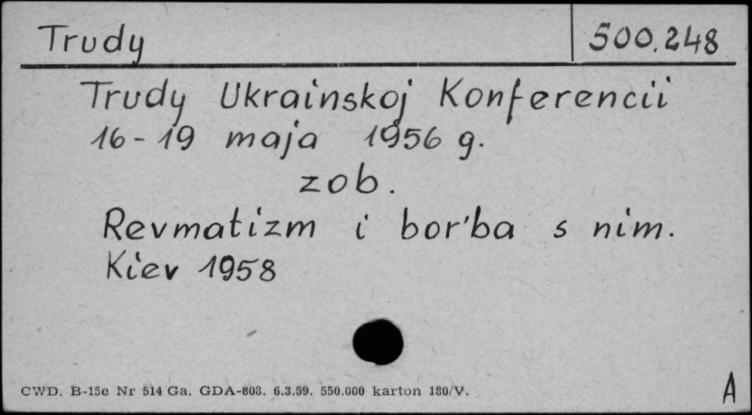 Trudy
500.248
Trudy Ukrainskoj Konferencii
16-19 maja 1956 g.
zob.
Revmatizm i bor'ba s nim.
Kiev 1958
CWD. B-15c Nr 514 Ga. GDA-803. 6.3.59. 550.000 karton 180/V.
A